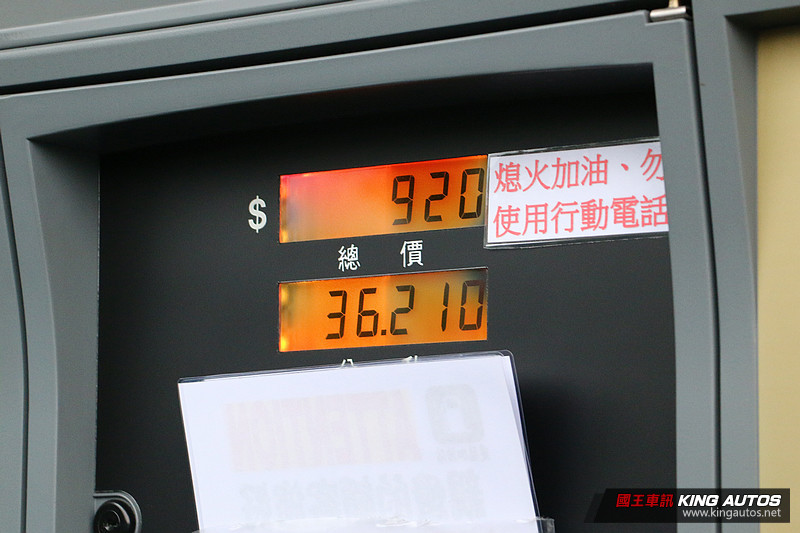 $ 920
熄火加油、勿
使用行動電話
總 價
36.210
國王車訊 KING AUTOS
www.kingautos.net